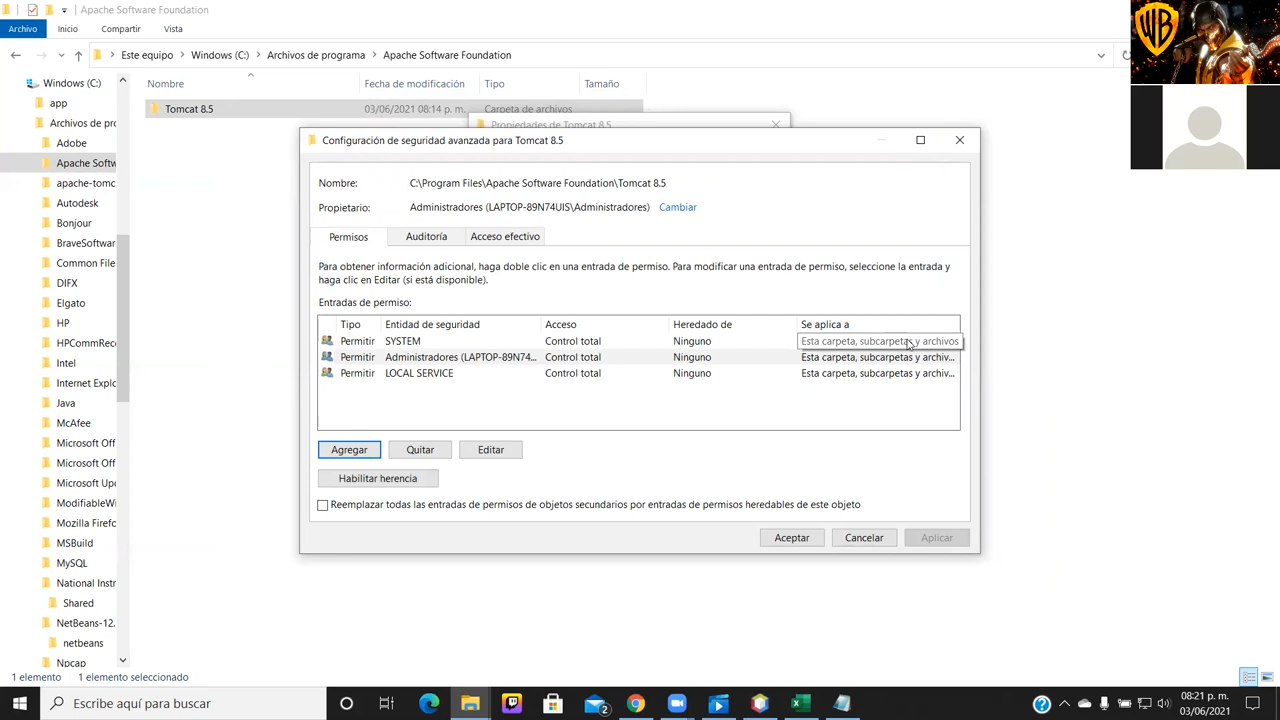 Apache Software Foundation
Archivo
Inicio
Compartir
Vista
Este equipo
Windows (C:)
Archivos de programa
Apache Software Foundation
Windows (C:)
app
Archivos de pro
Adobe
Apache Softw
apache-tomc
Autodesk
Bonjour
BraveSoftwar
Common File
DIFX
Elgato
HP
HPCommRec
Intel
Internet Explo
Java
McAfee
Microsoft Off
Microsoft Off
Microsoft Upd
ModifiableWi
Mozilla Firefo
MSBuild
MySQL
National Instr
Shared
NetBeans-12.
netbeans
Npcap
Nombre
Fecha de modificación
Tipo
Tamaño
Tomcat 8.5
03/06/2021 08:14 p. m.
Carpeta de archivos
Propiedades de Tomcat 8.5
Configuración de seguridad avanzada para Tomcat 8.5
Nombre:
C:\Program Files\Apache Software Foundation\Tomcat 8.5
Propietario:
Administradores (LAPTOP-89N74UIS\Administradores)
Cambiar
Permisos
Auditoría
Acceso efectivo
Para obtener información adicional, haga doble clic en una entrada de permiso. Para modificar una entrada de permiso, seleccione la entrada y
haga clic en Editar (si está disponible).
Entradas de permiso:
Tipo
Entidad de seguridad
Acceso
Heredado de
Se aplica a
Permitir
SYSTEM
Control total
Ninguno
Esta carpeta, subcarpetas y archivos
Permitir
Administradores (LAPTOP-89N74...
Control total
Ninguno
Esta carpeta, subcarpetas y archiv...
Permitir
LOCAL SERVICE
Control total
Ninguno
Esta carpeta, subcarpetas y archiv...
Agregar
Quitar
Editar
Habilitar herencia
Reemplazar todas las entradas de permisos de objetos secundarios por entradas de permisos heredables de este objeto
Aceptar
Cancelar
Aplicar
1 elemento
1 elemento seleccionado
Escribe aquí para buscar
2
08:21 p. m.
03/06/2021
WB